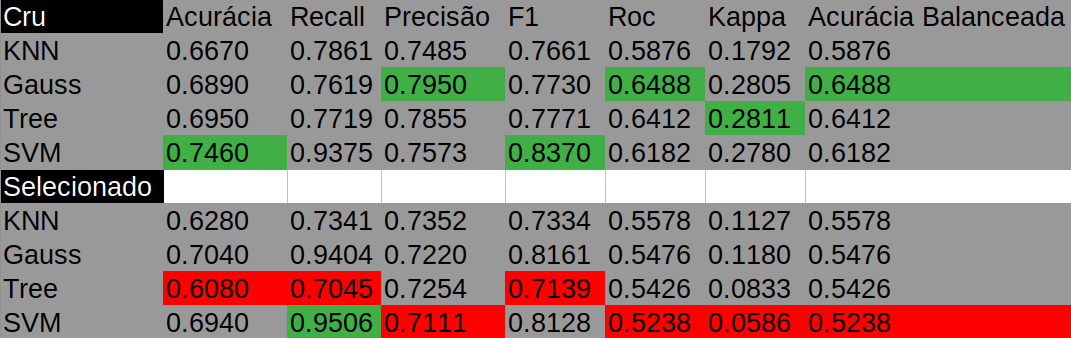 Cru Acurácia Recall Precisão F1 Roc Kappa Acurácia Balanceada
KNN 0.6670 0.7861 0.7485 0.7661 0.5876 0.1792 0.5876
Gauss 0.6890 0.7619 0.7950 0.7730 0.6488 0.2805 0.6488
Tree 0.6950 0.7719 0.7855 0.7771 0.6412 0.2811 0.6412
SVM 0.7460 0.9375 0.7573 0.8370 0.6182 0.2780 0.6182
Selecionado
KNN 0.6280 0.7341 0.7352 0.7334 0.5578 0.1127 0.5578
Gauss 0.7040 0.9404 0.7220 0.8161 0.5476 0.1180 0.5476
Tree 0.6080 0.7045 0.7254 0.7139 0.5426 0.0833 0.5426
SVM 0.6940 0.9506 0.7111 0.8128 0.5238 0.0586 0.5238